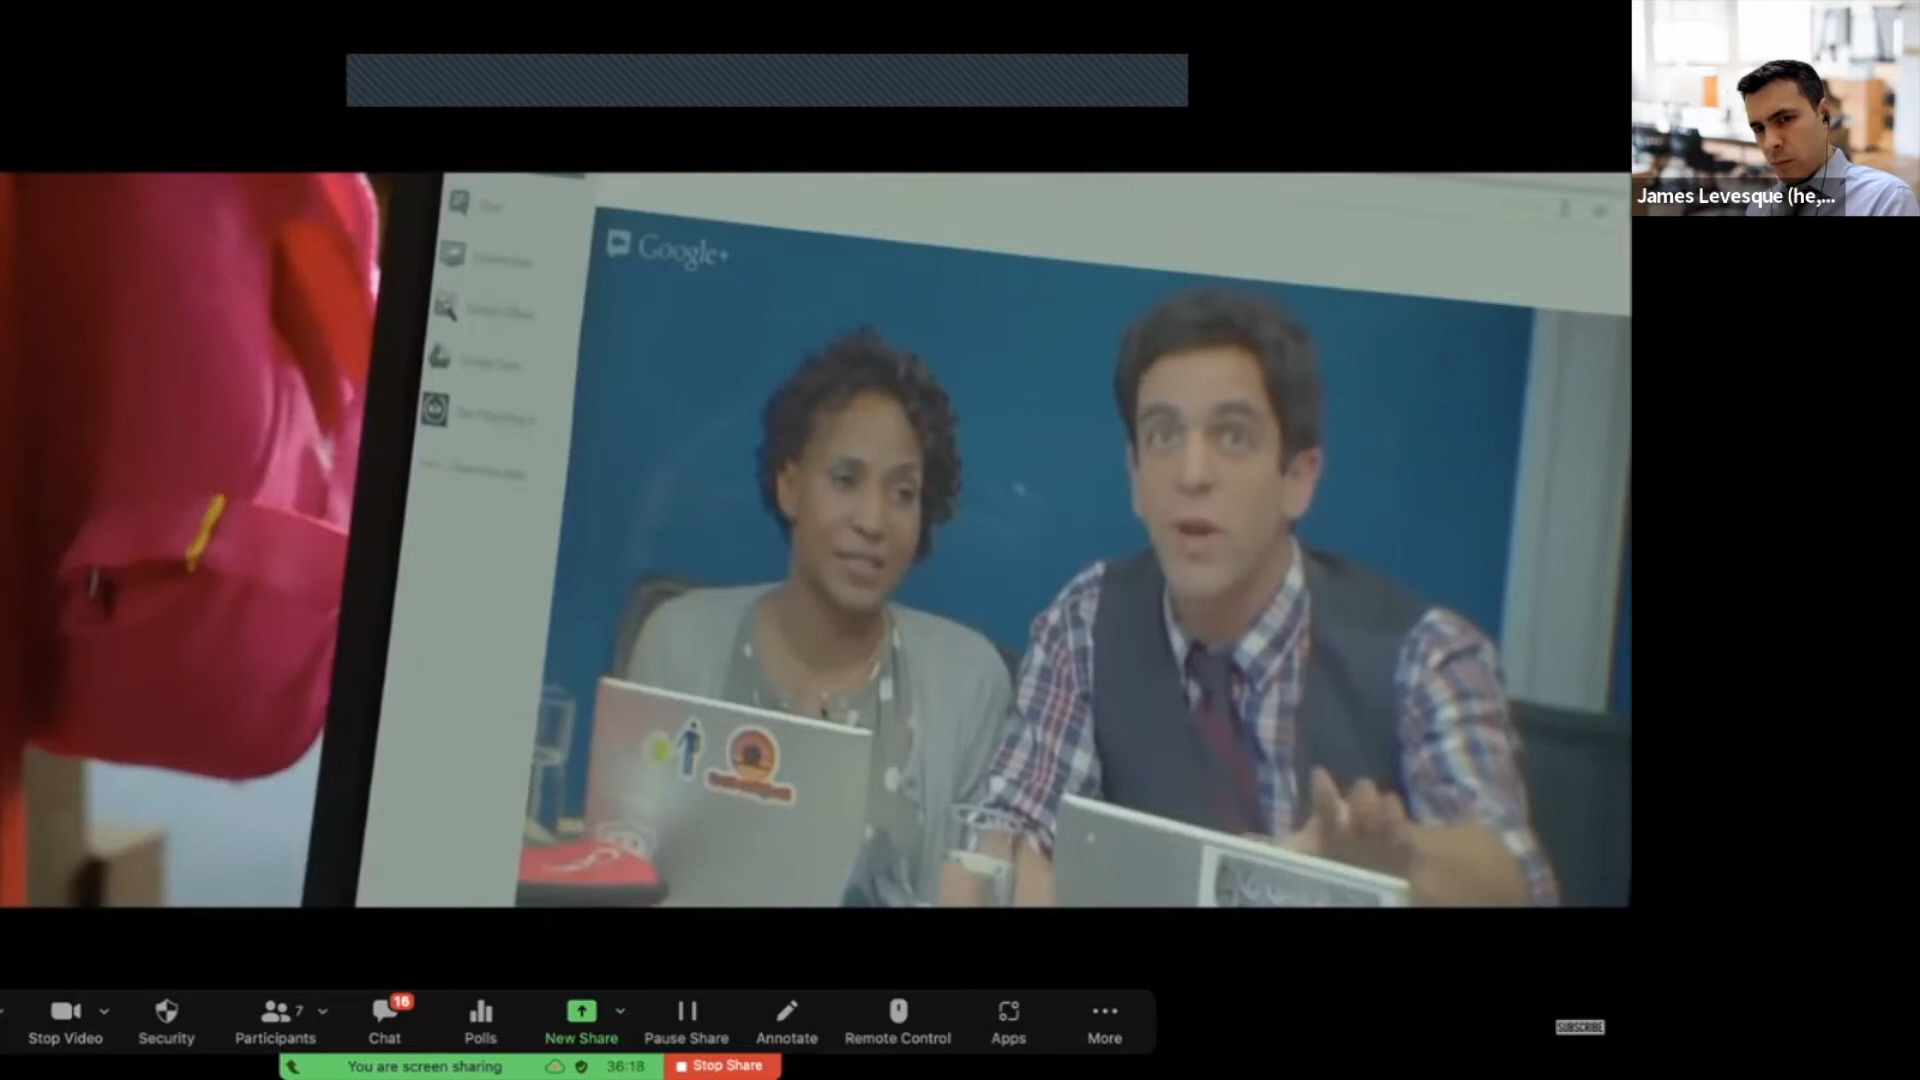 James Levesque (he,...
Google+
Stop Video
Security
7
Participants
16
Chat
Polls
New Share
Pause Share
Annotate
Remote Control
Apps
More
SUBSCRIBE
You are screen sharing
36:18
Stop Share